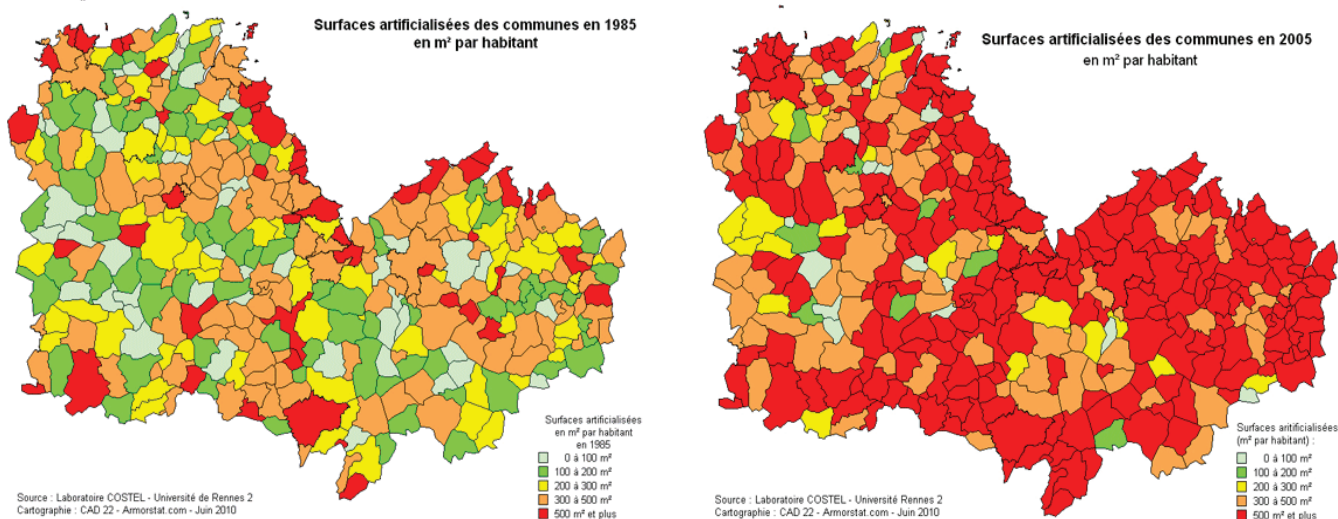 Surfaces artificialisées des communes en 1985
en m² par habitant
Surfaces artificialisées
en m² par habitant
en 1985
0 à 100 m²
100 à 200 m²
200 à 300 m²
300 à 500 m²
500 m² et plus
Source : Laboratoire COSTEL - Université de Rennes 2
Cartographie : CAD 22 - Armorstat.com - Juin 2010
Surfaces artificialisées des communes en 2005
en m² par habitant
Surfaces artificialisées
(m² par habitant) :
0 à 100 m²
100 à 200 m²
200 à 300 m²
300 à 500 m²
500 m² et plus
Source : Laboratoire COSTEL - Université Rennes 2
Cartographie : CAD 22 - Armorstat.com - Juin 2010